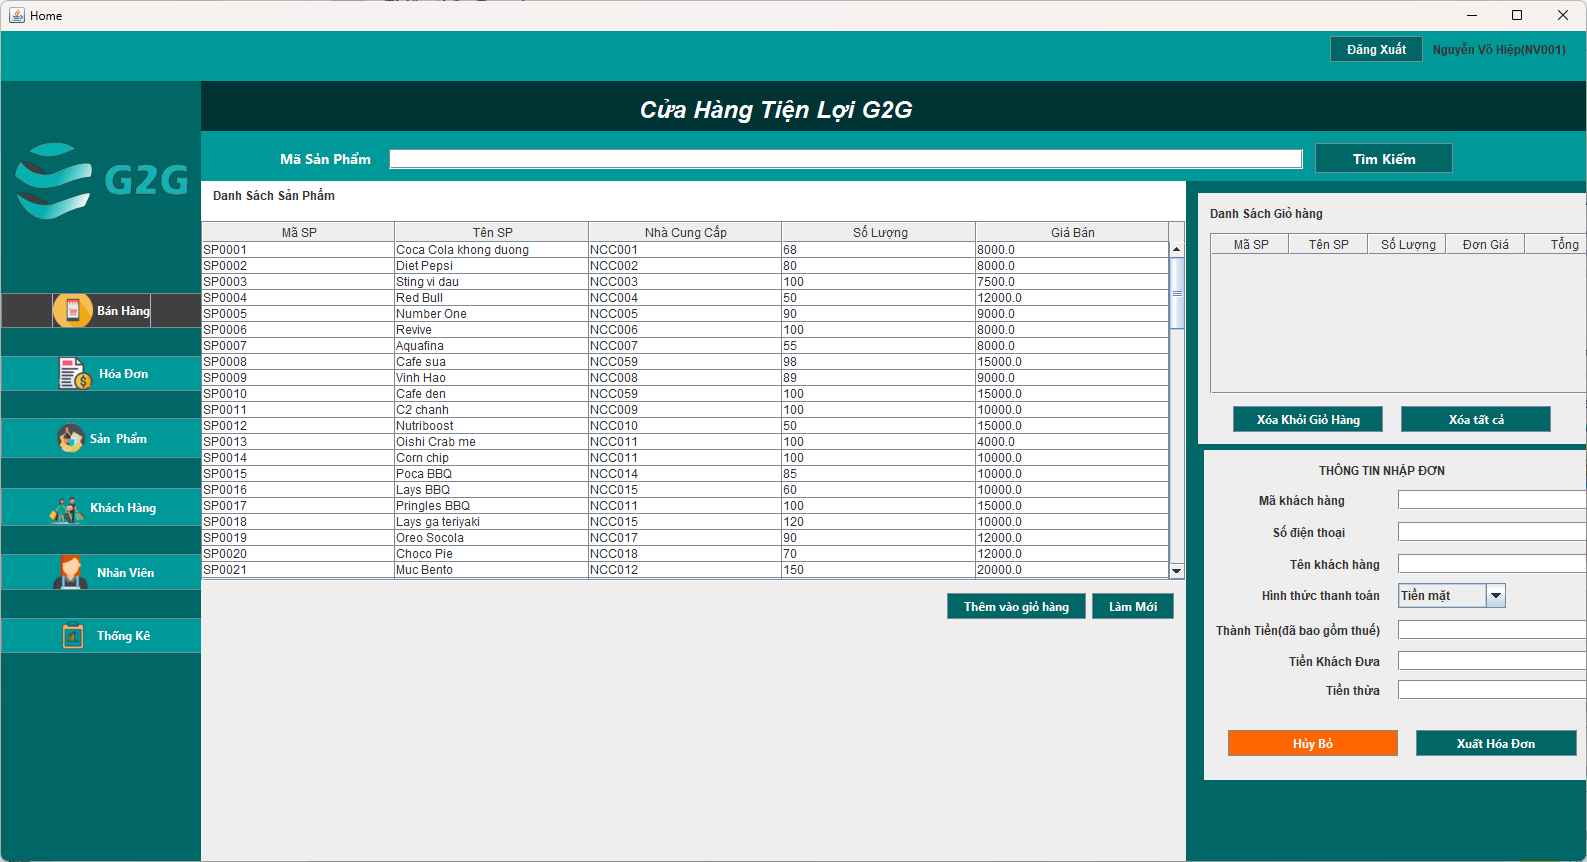 Home
Đăng Xuất
Nguyễn Võ Hiệp(NV001)
Cửa Hàng Tiện Lợi G2G
G2G
Mã Sản Phẩm
Tìm Kiếm
Bán Hàng
Hóa Đơn
Sản Phẩm
Khách Hàng
Nhân Viên
Thống Kê
Danh Sách Sản Phẩm
Mã SP Tên SP Nhà Cung Cấp Số Lượng Giá Bán
SP0001 Coca Cola khong duong NCC001 68 8000.0
SP0002 Diet Pepsi NCC002 80 8000.0
SP0003 Sting vi dau NCC003 100 7500.0
SP0004 Red Bull NCC004 50 12000.0
SP0005 Number One NCC005 90 9000.0
SP0006 Revive NCC006 100 8000.0
SP0007 Aquafina NCC007 55 8000.0
SP0008 Cafe sua NCC059 98 15000.0
SP0009 Vinh Hao NCC008 89 9000.0
SP0010 Cafe den NCC059 100 15000.0
SP0011 C2 chanh NCC009 100 10000.0
SP0012 Nutriboost NCC010 50 15000.0
SP0013 Oishi Crab me NCC011 100 4000.0
SP0014 Corn chip NCC011 100 10000.0
SP0015 Poca BBQ NCC014 85 10000.0
SP0016 Lays BBQ NCC015 60 10000.0
SP0017 Pringles BBQ NCC011 100 15000.0
SP0018 Lays ga teriyaki NCC015 120 10000.0
SP0019 Oreo Socola NCC017 90 12000.0
SP0020 Choco Pie NCC018 70 12000.0
SP0021 Muc Bento NCC012 150 20000.0
Thêm vào giỏ hàng
Làm Mới
Danh Sách Giỏ hàng
Mã SP Tên SP Số Lượng Đơn Giá Tổng
Xóa Khỏi Giỏ Hàng
Xóa tất cả
THÔNG TIN NHẬP ĐƠN
Mã khách hàng
Số điện thoại
Tên khách hàng
Hình thức thanh toán Tiền mặt
Thành Tiền(đã bao gồm thuế)
Tiền Khách Đưa
Tiền thừa
Hủy Bỏ
Xuất Hóa Đơn